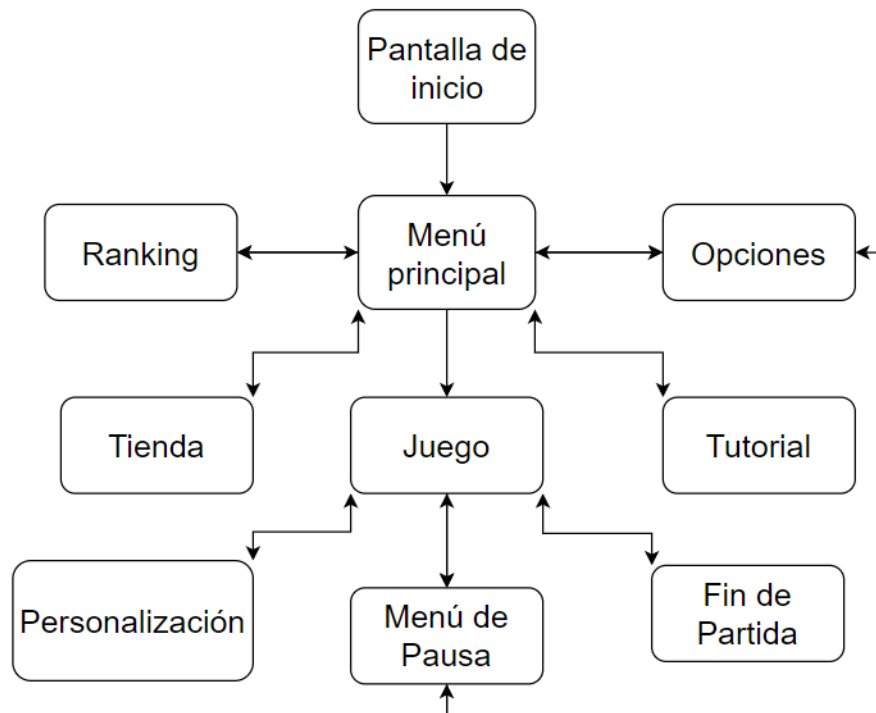 Pantalla de
inicio
Ranking
Menú
principal
Opciones
Tienda
Juego
Tutorial
Personalización
Menú de
Pausa
Fin de
Partida